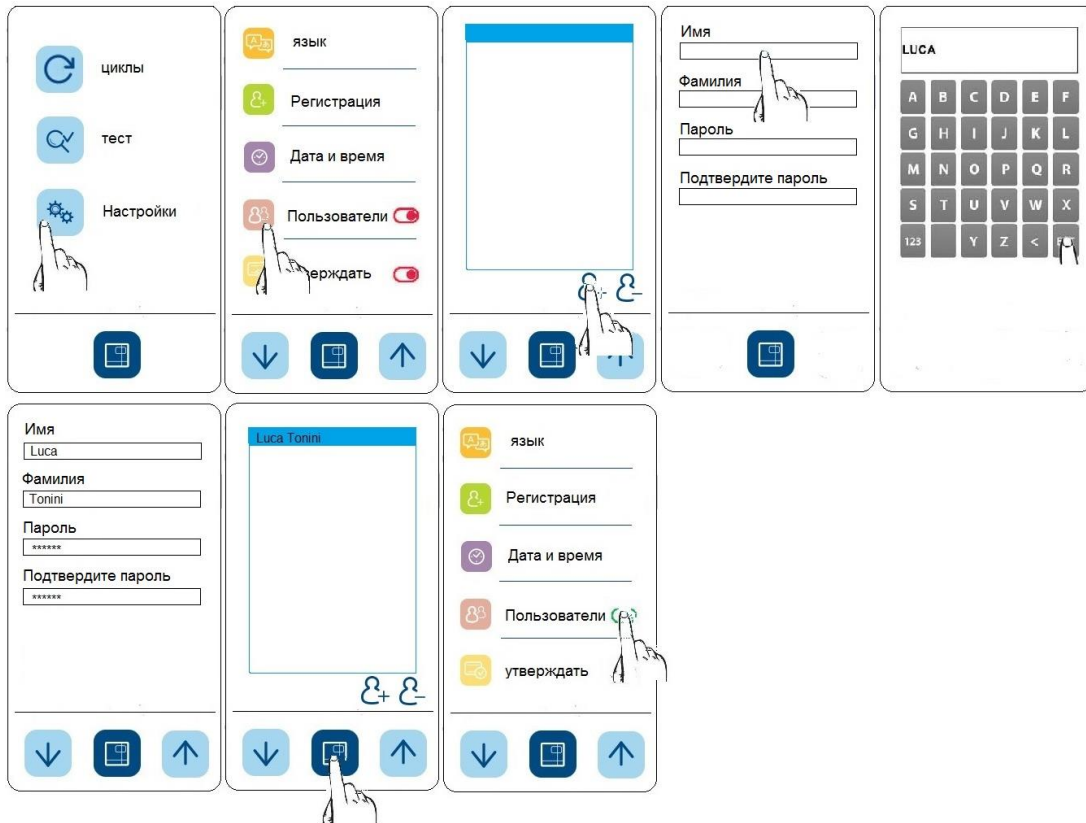 циклы
тест
Настройки
язык
Регистрация
Дата и время
Пользователи
верждать
Имя
Фамилия
Пароль
Подтвердите пароль
LUCA
A B C D E F
G H I J K L
M N O P Q R
S T U V W X
123 Y Z <
Имя
Luca
Фамилия
Tonini
Пароль
******
Подтвердите пароль
******
Luca Tonini
язык
Регистрация
Дата и время
Пользователи
утверждать